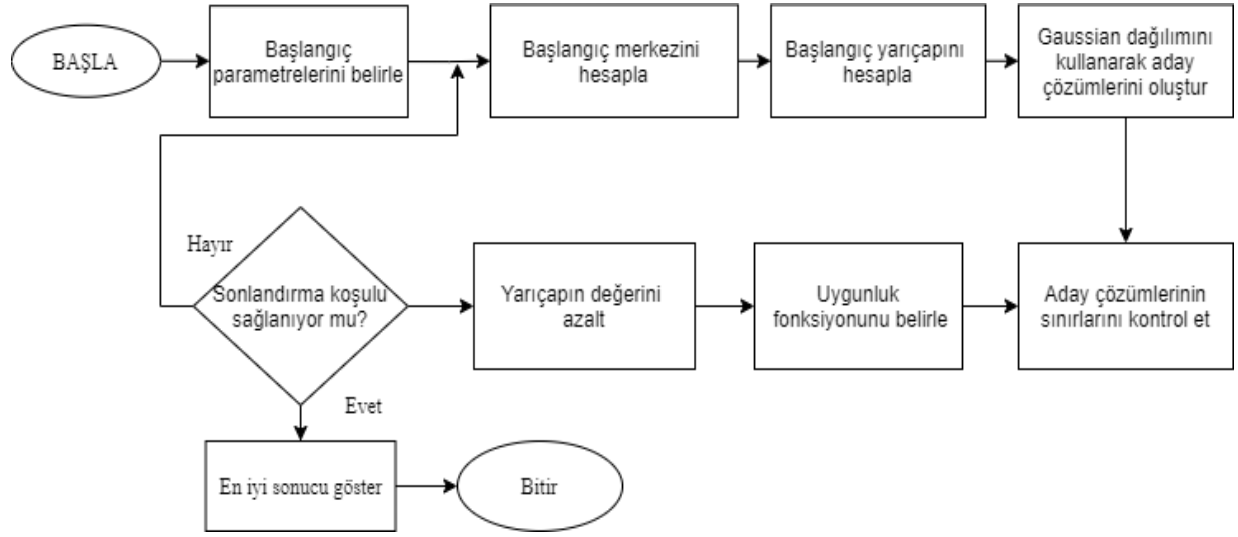 BAŞLA
Başlangıç
parametrelerini belirle
Başlangıç merkezini
hesapla
Başlangıç yarıçapını
hesapla
Gaussian dağılımını
kullanarak aday
çözümlerini oluştur
Hayır
Sonlandırma koşulu
sağlanıyor mu?
Yarıçapın değerini
azalt
Uygunluk
fonksiyonunu belirle
Aday çözümlerinin
sınırlarını kontrol et
Evet
En iyi sonucu göster
Bitir